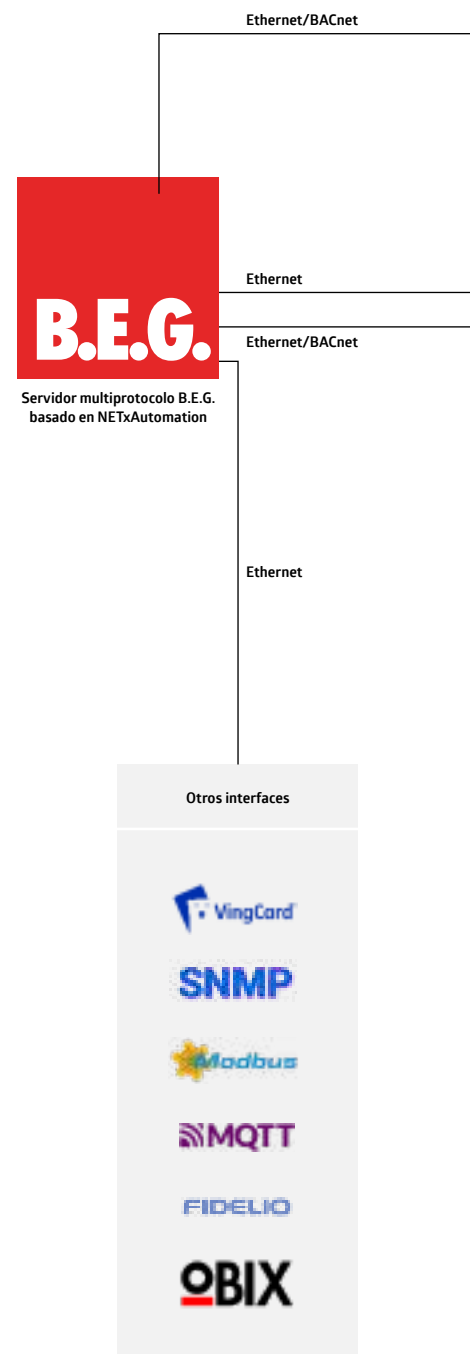 Ethernet/BACnet
B.E.G.
Ethernet
Ethernet/BACnet
Servidor multiprotocolo B.E.G.
basado en NETxAutomation
Ethernet
Otros interfaces
VingCard
SNMP
Modbus
MQTT
FIDELIO
OBIX